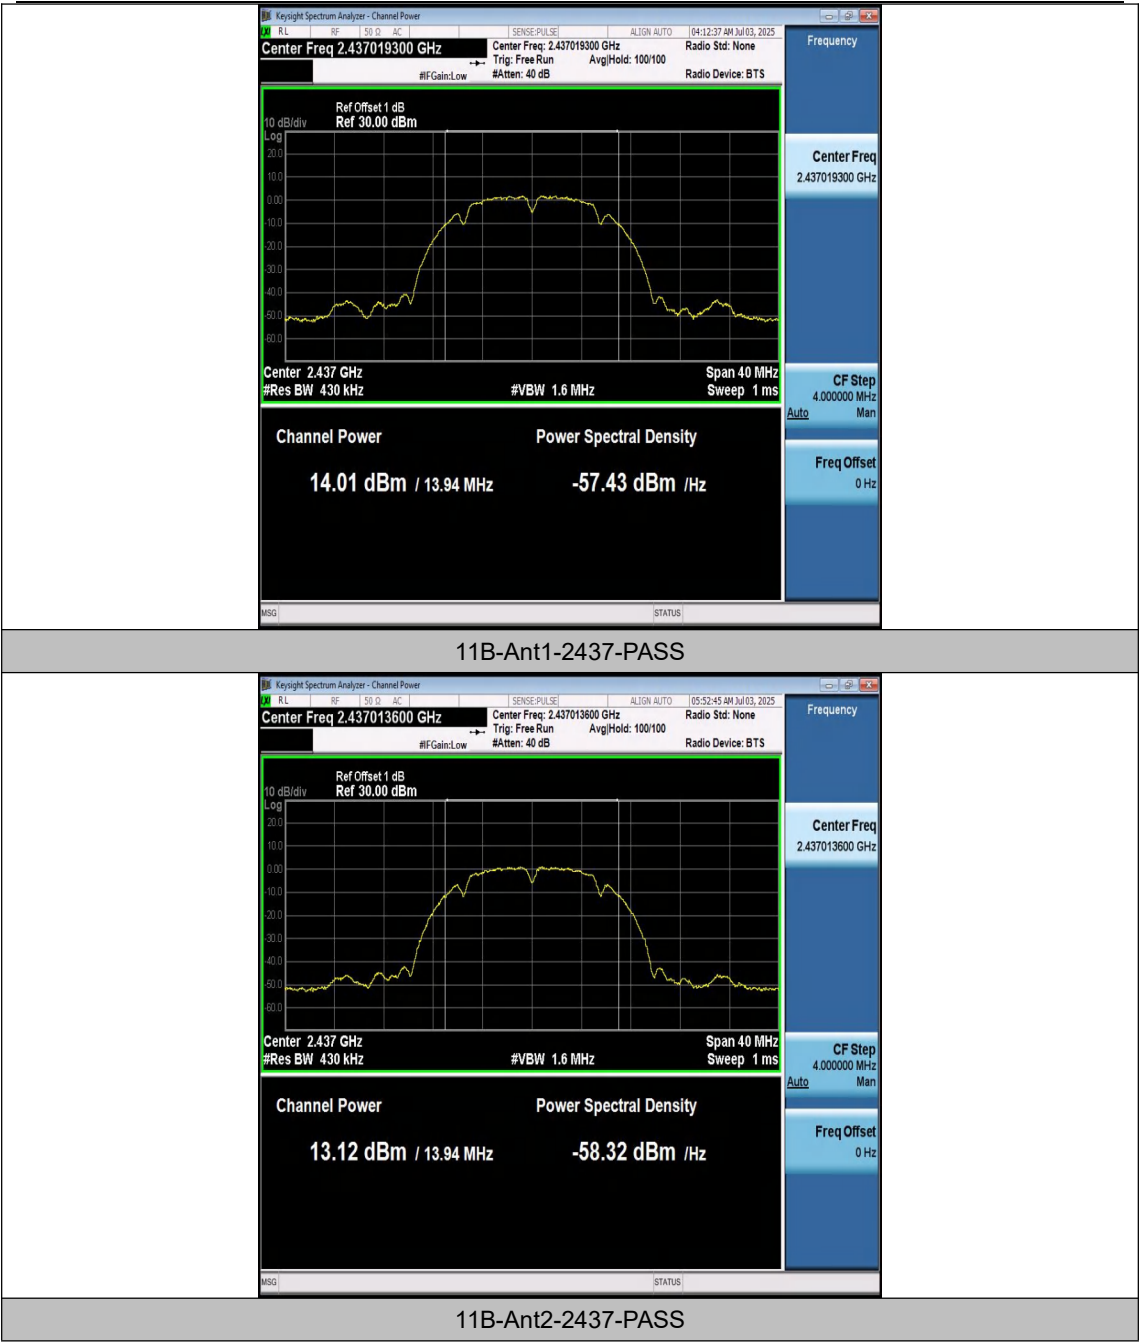 Keysight Spectrum Analyzer - Channel Power
RL RF 50 Ω AC SENSE:PULSE ALIGN AUTO 04:12:37 AM Jul 03, 2025
Center Freq 2.437019300 GHz Center Freq: 2.437019300 GHz Radio Std: None Frequency
Trig: Free Run Avg|Hold: 100/100
#IFGain:Low #Atten: 40 dB Radio Device: BTS
Ref Offset 1 dB
10 dB/div Ref 30.00 dBm
Log
20.0
10.0
0.00
-10.0
-20.0
-30.0
-40.0
-50.0
-60.0
Center 2.437 GHz Span 40 MHz
#Res BW 430 kHz #VBW 1.6 MHz Sweep 1 ms
Channel Power Power Spectral Density
14.01 dBm / 13.94 MHz -57.43 dBm /Hz
Center Freq
2.437019300 GHz
CF Step
4.000000 MHz
Auto Man
Freq Offset
0 Hz
MSG STATUS
11B-Ant1-2437-PASS
Keysight Spectrum Analyzer - Channel Power
RL RF 50 Ω AC SENSE:PULSE ALIGN AUTO 05:52:45 AM Jul 03, 2025
Center Freq 2.437013600 GHz Center Freq: 2.437013600 GHz Radio Std: None Frequency
Trig: Free Run Avg|Hold: 100/100
#IFGain:Low #Atten: 40 dB Radio Device: BTS
Ref Offset 1 dB
10 dB/div Ref 30.00 dBm
Log
20.0
10.0
0.00
-10.0
-20.0
-30.0
-40.0
-50.0
-60.0
Center 2.437 GHz Span 40 MHz
#Res BW 430 kHz #VBW 1.6 MHz Sweep 1 ms
Channel Power Power Spectral Density
13.12 dBm / 13.94 MHz -58.32 dBm /Hz
Center Freq
2.437013600 GHz
CF Step
4.000000 MHz
Auto Man
Freq Offset
0 Hz
MSG STATUS
11B-Ant2-2437-PASS